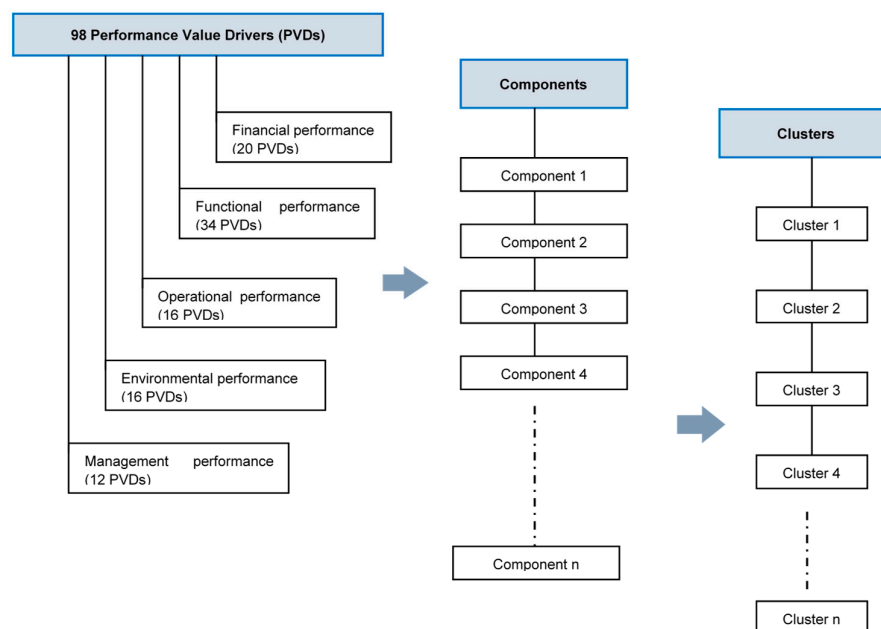 98 Performance Value Drivers (PVDs)
Financial performance
(20 PVDs)
Functional performance
(34 PVDs)
Operational performance
(16 PVDs)
Environmental performance
(16 PVDs)
Management performance
(12 PVDs)
Components
Component 1
Component 2
Component 3
Component 4
Component n
Clusters
Cluster 1
Cluster 2
Cluster 3
Cluster 4
Cluster n